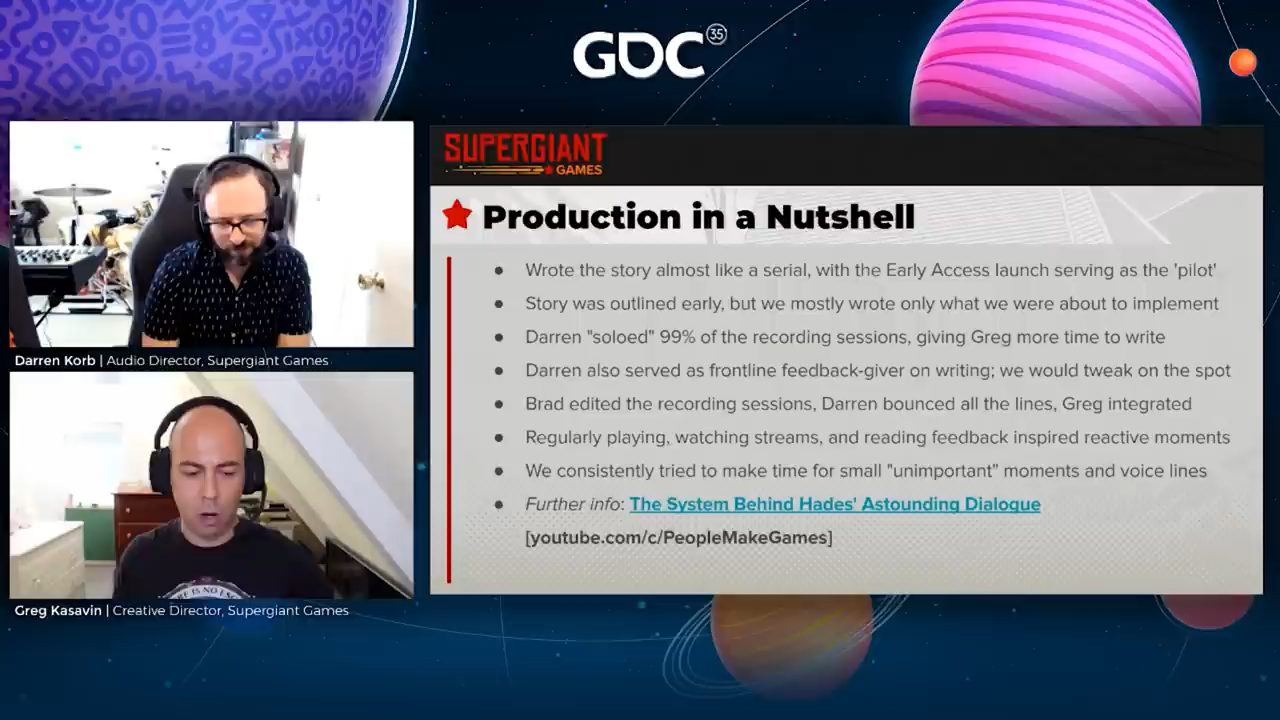 GDC 35
SUPERGIANT
GAMES
Production in a Nutshell
● Wrote the story almost like a serial, with the Early Access launch serving as the 'pilot'
● Story was outlined early, but we mostly wrote only what we were about to implement
● Darren "soloed" 99% of the recording sessions, giving Greg more time to write
● Darren also served as frontline feedback-giver on writing; we would tweak on the spot
● Brad edited the recording sessions, Darren bounced all the lines, Greg integrated
● Regularly playing, watching streams, and reading feedback inspired reactive moments
● We consistently tried to make time for small "unimportant" moments and voice lines
● Further info: The System Behind Hades' Astounding Dialogue
[youtube.com/c/PeopleMakeGames]
Darren Korb | Audio Director, Supergiant Games
Greg Kasavin | Creative Director, Supergiant Games